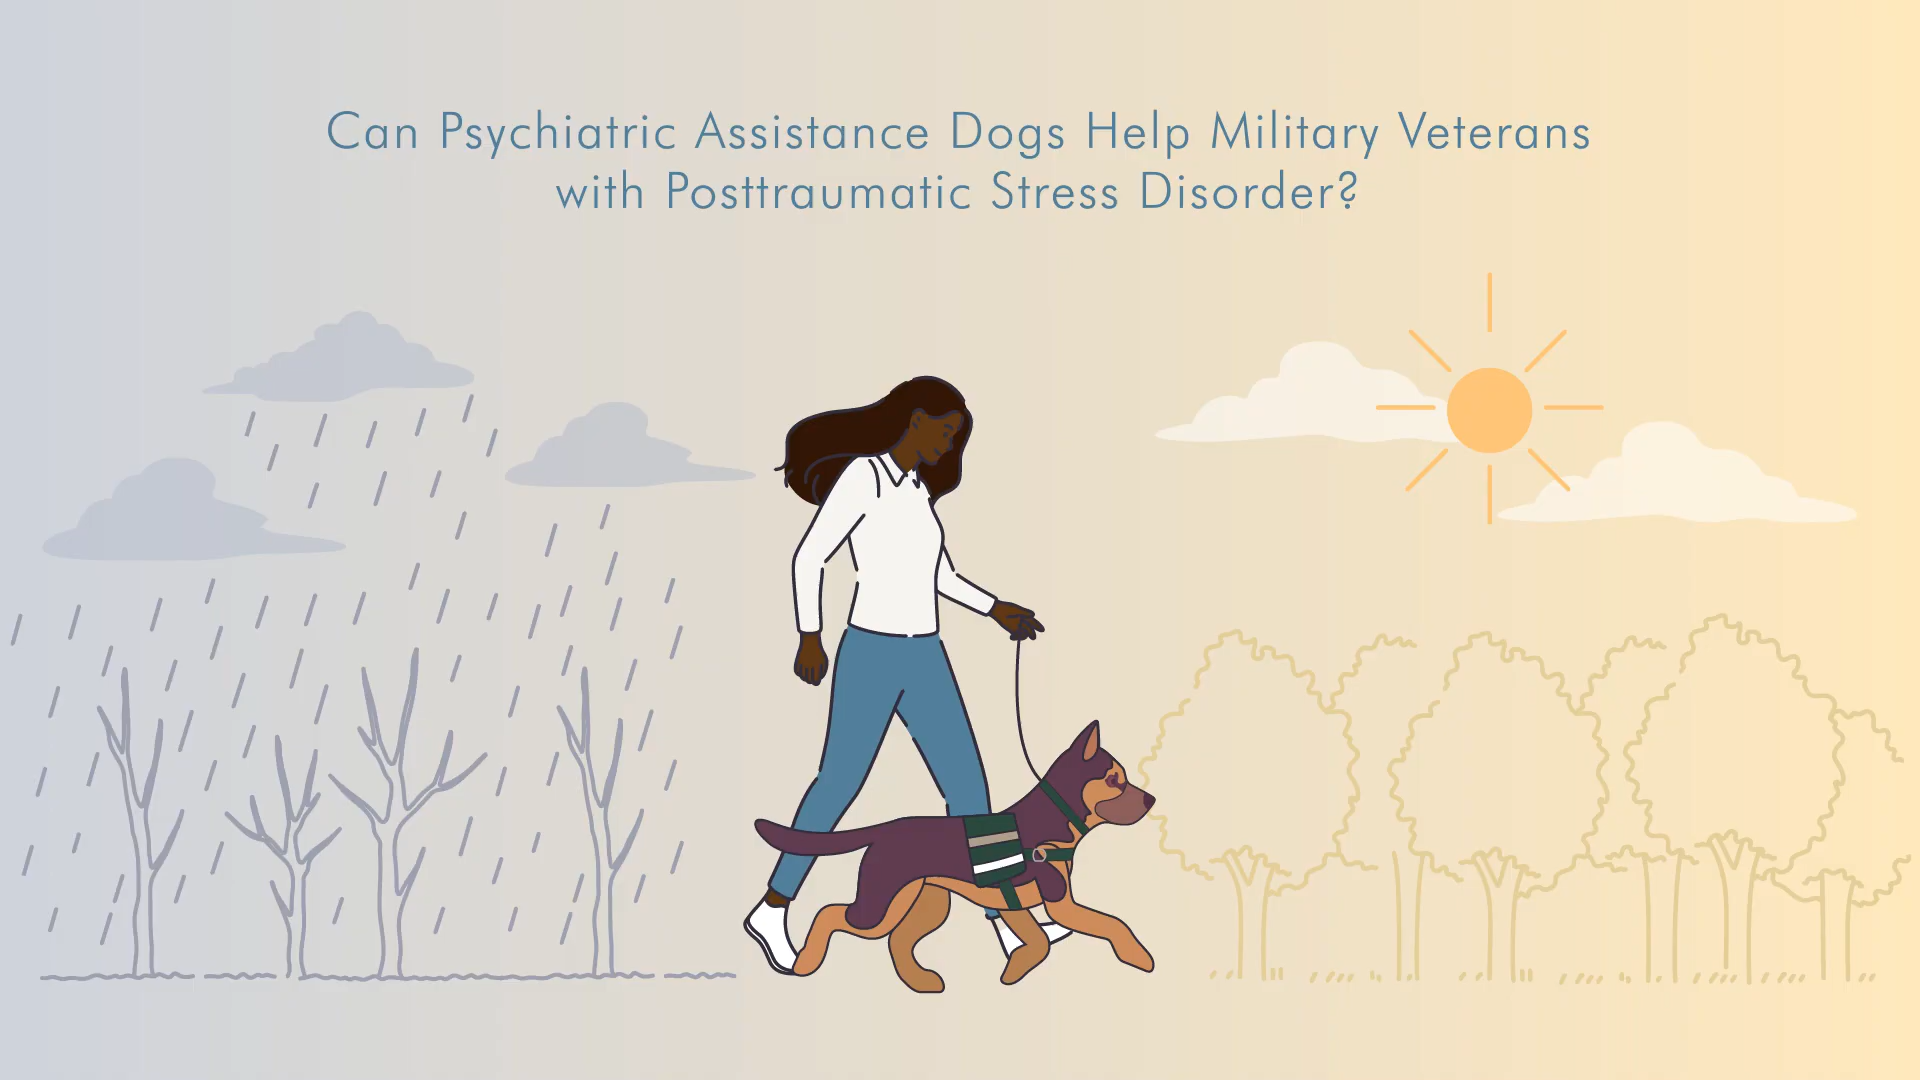 Can Psychiatric Assistance Dogs Help Military Veterans
with Posttraumatic Stress Disorder?